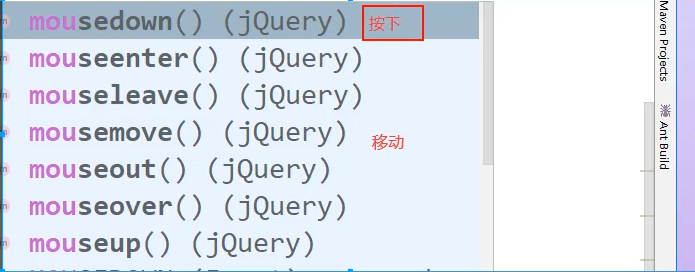 mousedown() (jQuery) 按下
mouseenter() (jQuery)
mouseleave() (jQuery)
mousemove() (jQuery) 移动
mouseout() (jQuery)
mouseover() (jQuery)
mouseup() (jQuery)
Maven Projects
Ant Build